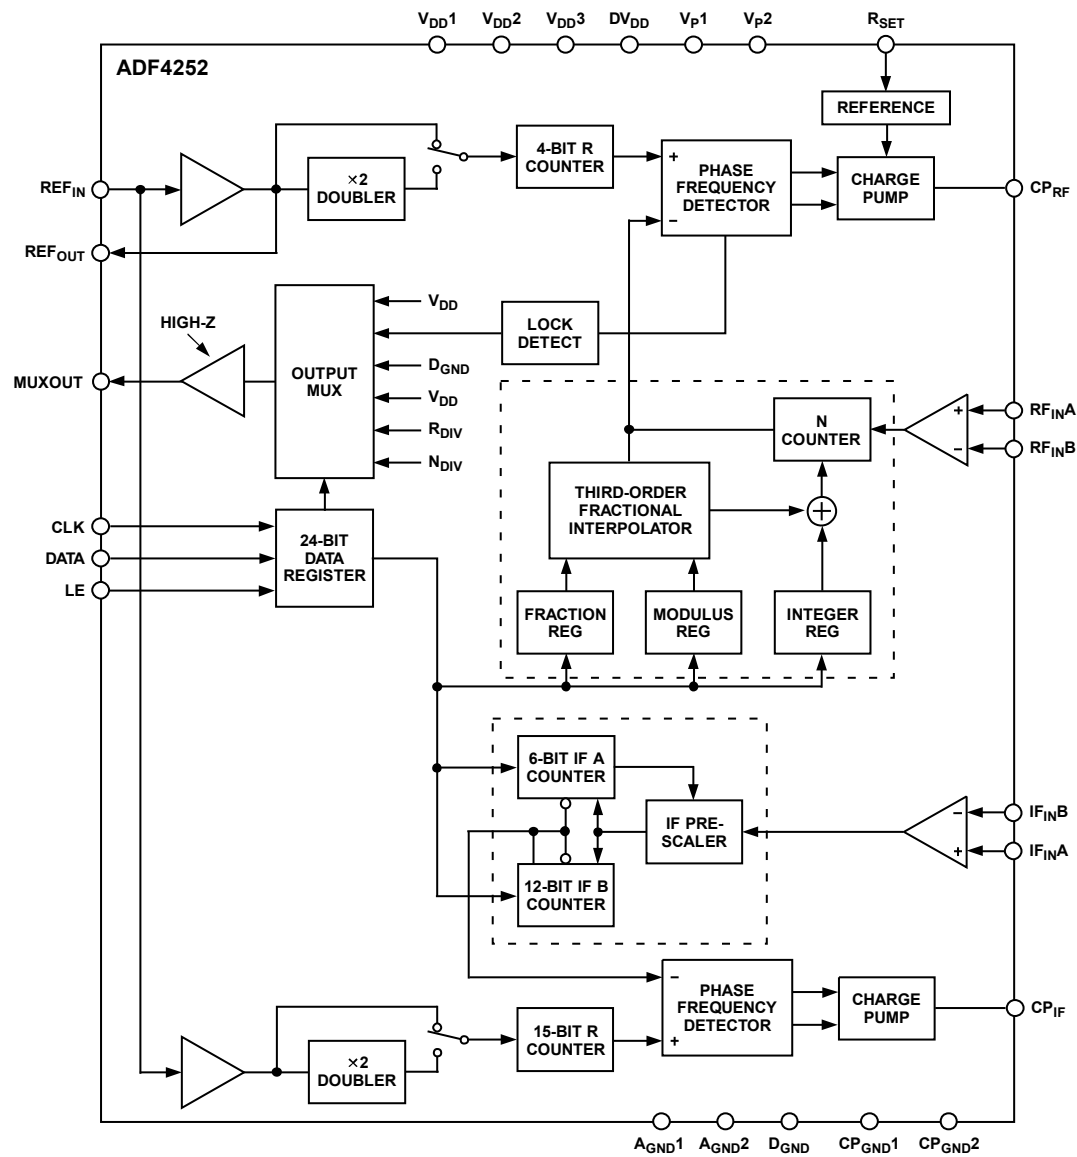 VDD1 VDD2 VDD3 DVDD VP1 VP2 RSET
ADF4252
REFERENCE
4-BIT R
COUNTER
+
−
PHASE
FREQUENCY
DETECTOR
CHARGE
PUMP
CPRF
REFIN
×2
DOUBLER
REFOUT
HIGH-Z
MUXOUT
OUTPUT
MUX
VDD
DGND
VDD
RDIV
NDIV
LOCK
DETECT
N
COUNTER
+
−
RFINA
RFINB
THIRD-ORDER
FRACTIONAL
INTERPOLATOR
+
CLK
DATA
LE
24-BIT
DATA
REGISTER
FRACTION
REG
MODULUS
REG
INTEGER
REG
6-BIT IF A
COUNTER
IF PRE-
SCALER
12-BIT IF B
COUNTER
−
+
IFINB
IFINA
−
+
PHASE
FREQUENCY
DETECTOR
CHARGE
PUMP
CPIF
×2
DOUBLER
15-BIT R
COUNTER
AGND1 AGND2 DGND CPGND1 CPGND2